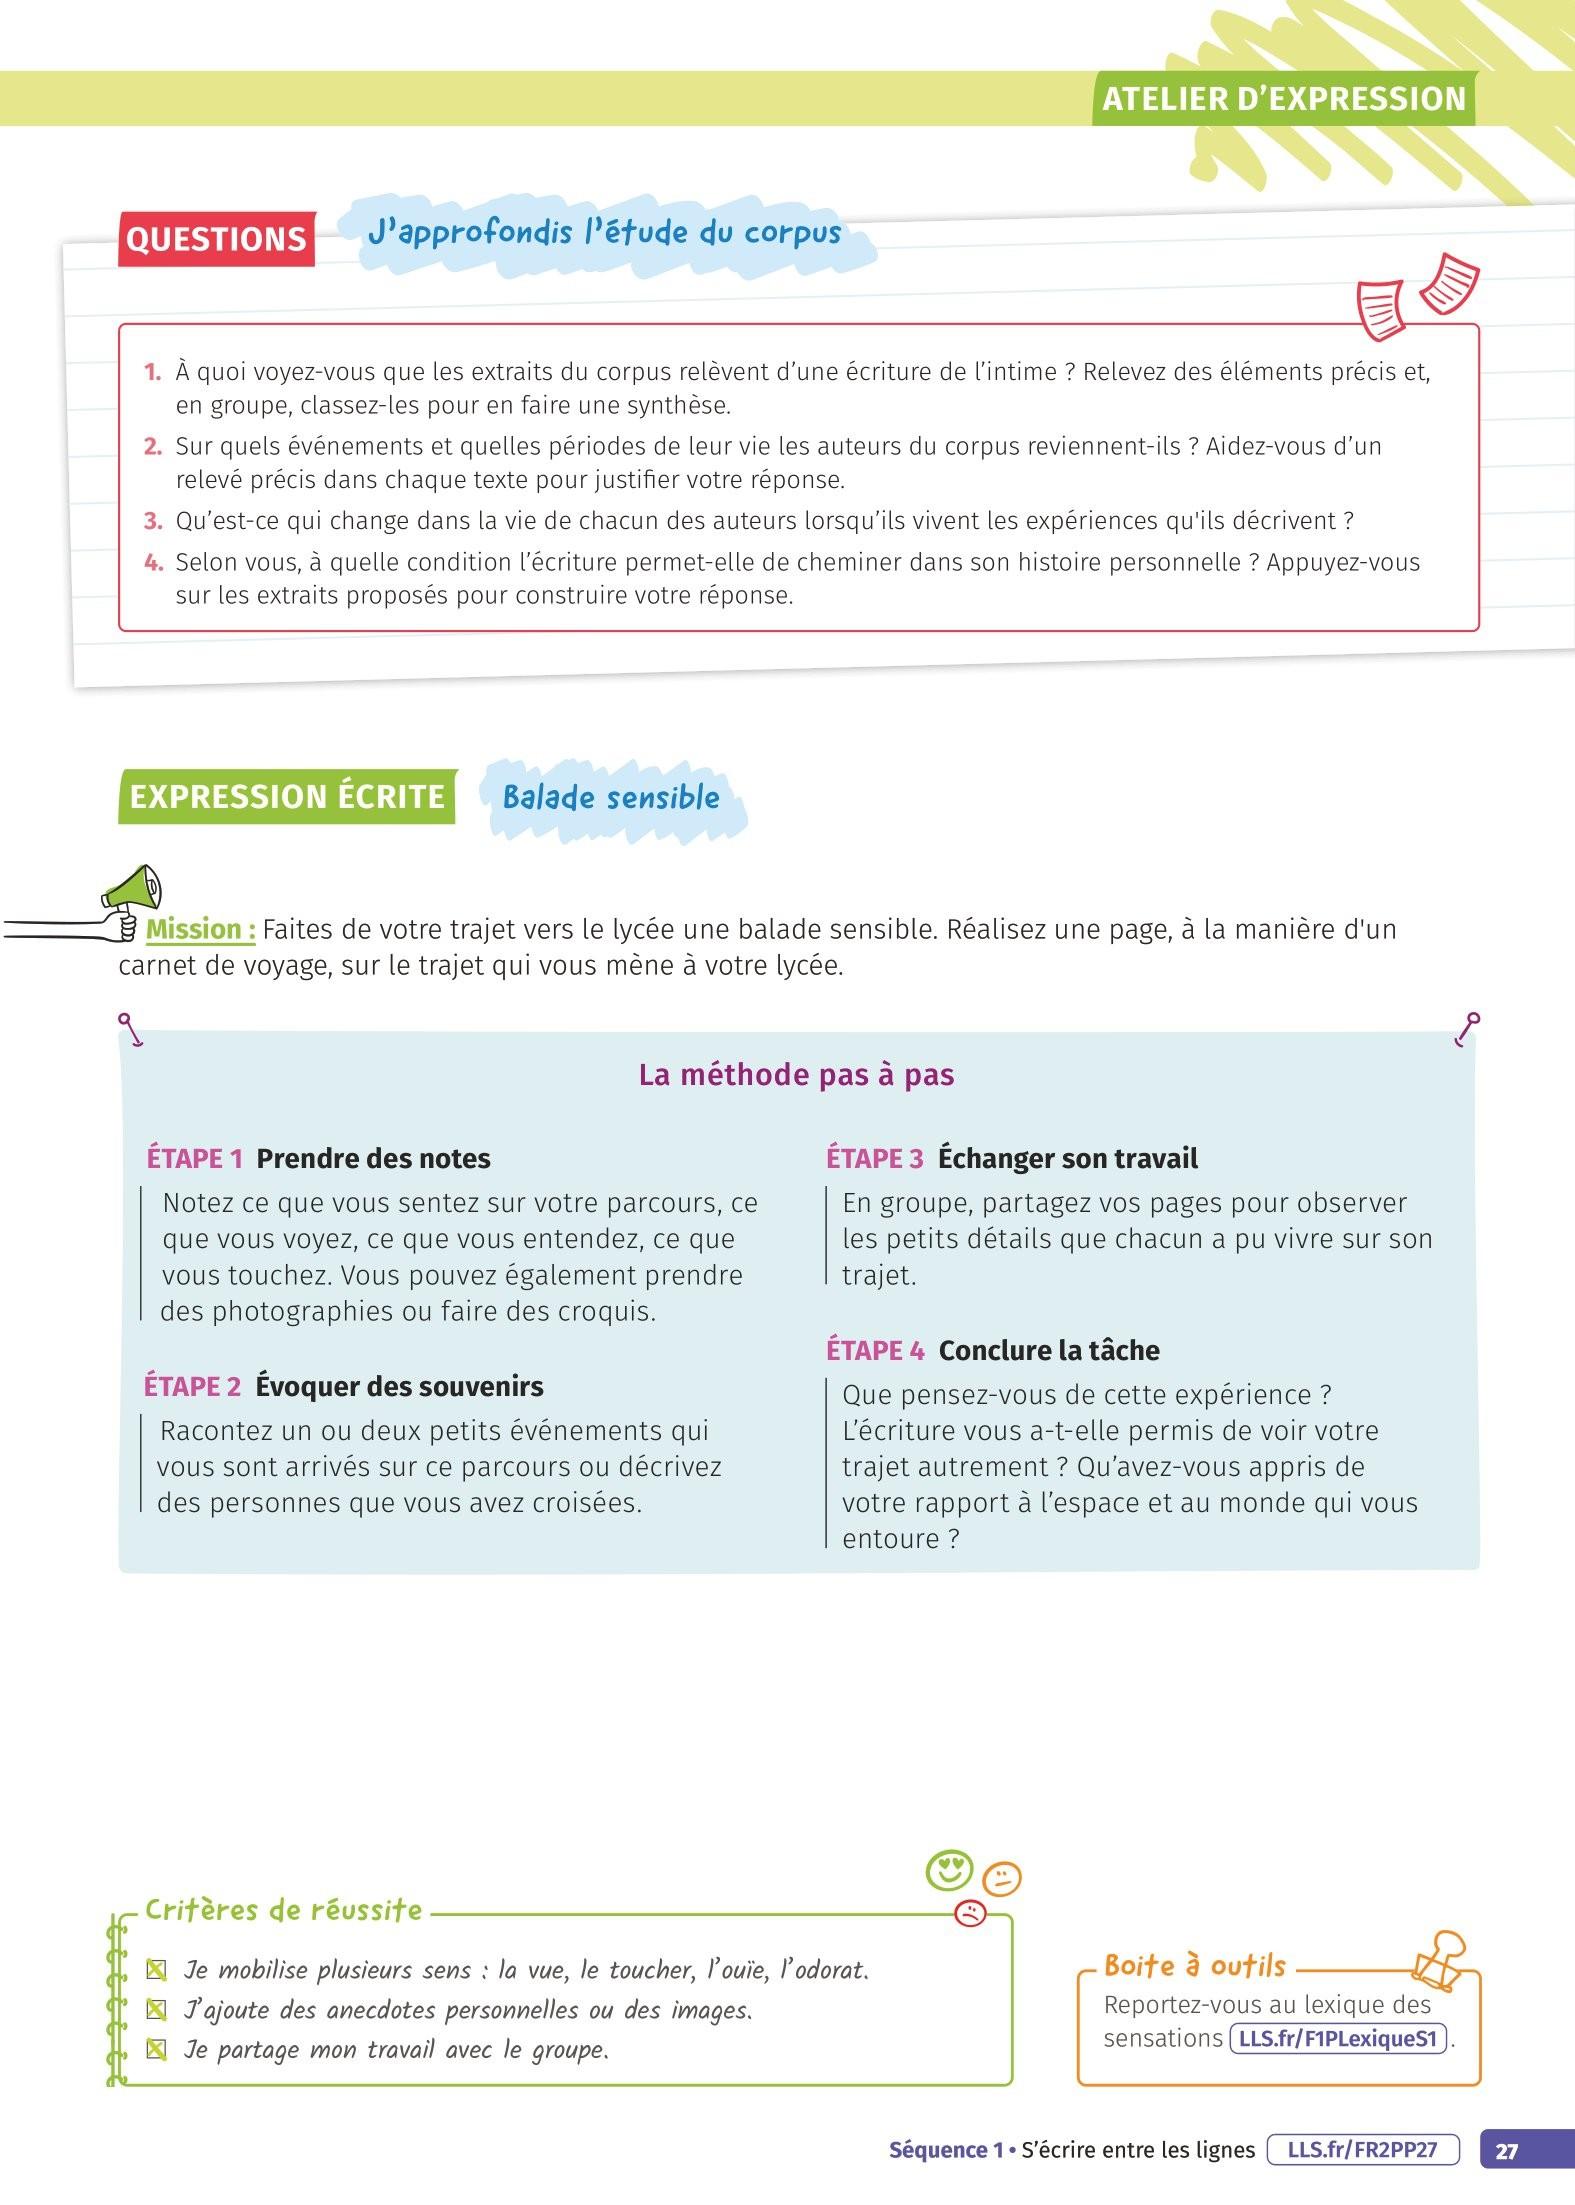 ATELIER D'EXPRESSION
QUESTIONS
J'approfondis l'étude du corpus
1. À quoi voyez-vous que les extraits du corpus relèvent d'une écriture de l'intime ? Relevez des éléments précis et,
en groupe, classez-les pour en faire une synthèse.
2. Sur quels événements et quelles périodes de leur vie les auteurs du corpus reviennent-ils ? Aidez-vous d'un
relevé précis dans chaque texte pour justifier votre réponse.
3. Qu'est-ce qui change dans la vie de chacun des auteurs lorsqu'ils vivent les expériences qu'ils décrivent ?
4. Selon vous, à quelle condition l'écriture permet-elle de cheminer dans son histoire personnelle ? Appuyez-vous
sur les extraits proposés pour construire votre réponse.
EXPRESSION ÉCRITE
Balade sensible
Mission : Faites de votre trajet vers le lycée une balade sensible. Réalisez une page, à la manière d'un
carnet de voyage, sur le trajet qui vous mène à votre lycée.
La méthode pas à pas
ÉTAPE 1 Prendre des notes
Notez ce que vous sentez sur votre parcours, ce
que vous voyez, ce que vous entendez, ce que
vous touchez. Vous pouvez également prendre
des photographies ou faire des croquis.
ÉTAPE 2 Évoquer des souvenirs
Racontez un ou deux petits événements qui
vous sont arrivés sur ce parcours ou décrivez
des personnes que vous avez croisées.
ÉTAPE 3 Échanger son travail
En groupe, partagez vos pages pour observer
les petits détails que chacun a pu vivre sur son
trajet.
ÉTAPE 4 Conclure la tâche
Que pensez-vous de cette expérience ?
L'écriture vous a-t-elle permis de voir votre
trajet autrement ? Qu'avez-vous appris de
votre rapport à l'espace et au monde qui vous
entoure ?
Critères de réussite
Je mobilise plusieurs sens : la vue, le toucher, l'ouïe, l'odorat.
J'ajoute des anecdotes personnelles ou des images.
Je partage mon travail avec le groupe.
Boite à outils
Reportez-vous au lexique des
sensations LLS.fr/F1PLexiqueS1 .
Séquence 1 • S'écrire entre les lignes LLS.fr/FR2PP27 27